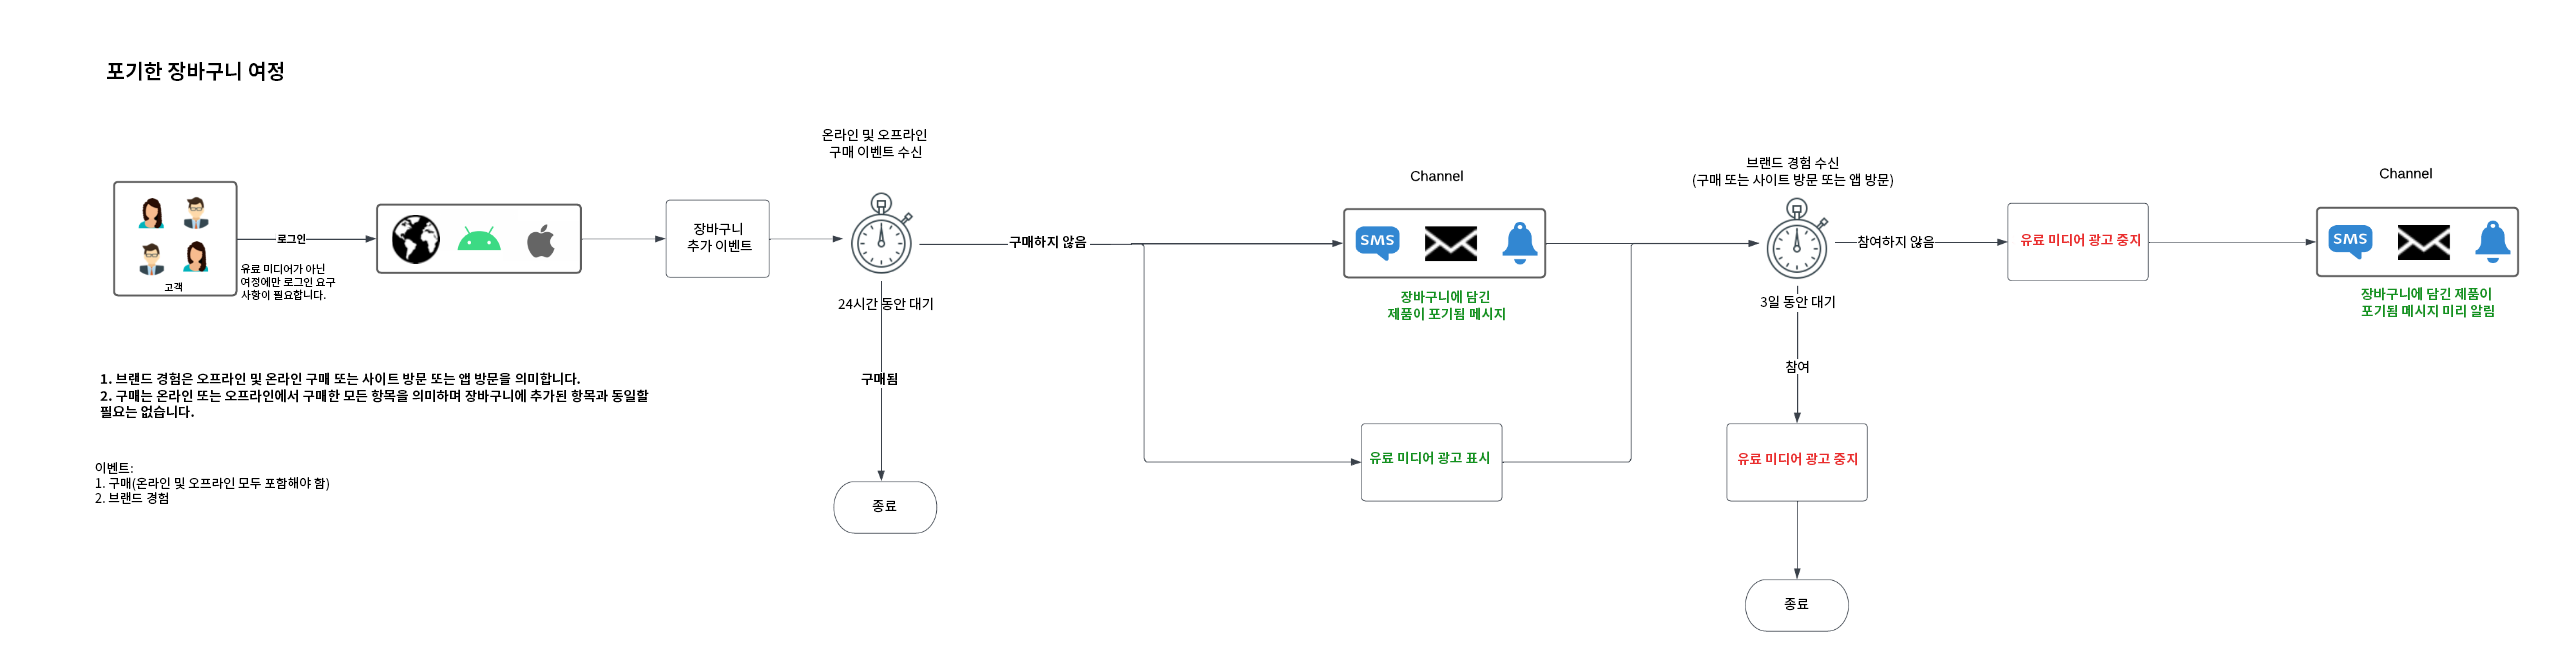 포기한 장바구니 여정
온라인 및 오프라인
구매 이벤트 수신
고객
로그인
유료 미디어가 아닌
여정에만 로그인 요구
사항이 필요합니다.
장바구니
추가 이벤트
24시간 동안 대기
구매됨
종료
구매하지 않음
Channel
SMS
장바구니에 담긴
제품이 포기됨 메시지
유료 미디어 광고 표시
브랜드 경험 수신
(구매 또는 사이트 방문 또는 앱 방문)
3일 동안 대기
참여
유료 미디어 광고 중지
종료
참여하지 않음
유료 미디어 광고 중지
Channel
SMS
장바구니에 담긴 제품이
포기됨 메시지 미리 알림
1. 브랜드 경험은 오프라인 및 온라인 구매 또는 사이트 방문 또는 앱 방문을 의미합니다.
2. 구매는 온라인 또는 오프라인에서 구매한 모든 항목을 의미하며 장바구니에 추가된 항목과 동일할
필요는 없습니다.
이벤트:
1. 구매(온라인 및 오프라인 모두 포함해야 함)
2. 브랜드 경험